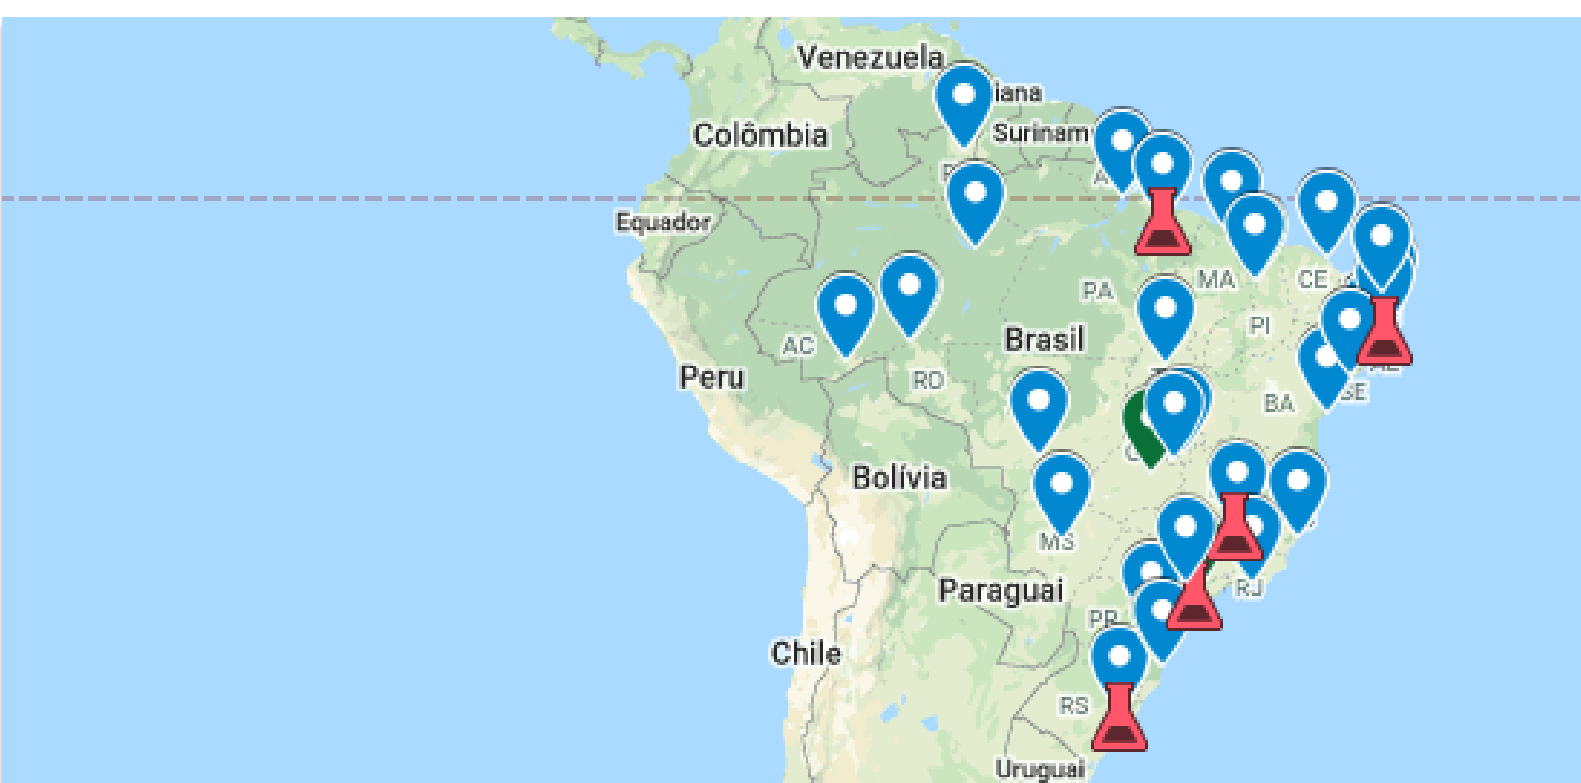 Venezuela
iana
Colômbia
Surinam
Equador
PA
MA
CE
PI
Brasil
AC
Peru
RO
BA
SE
Bolívia
MS
Paraguai
RJ
PR
Chile
RS
Uruguai